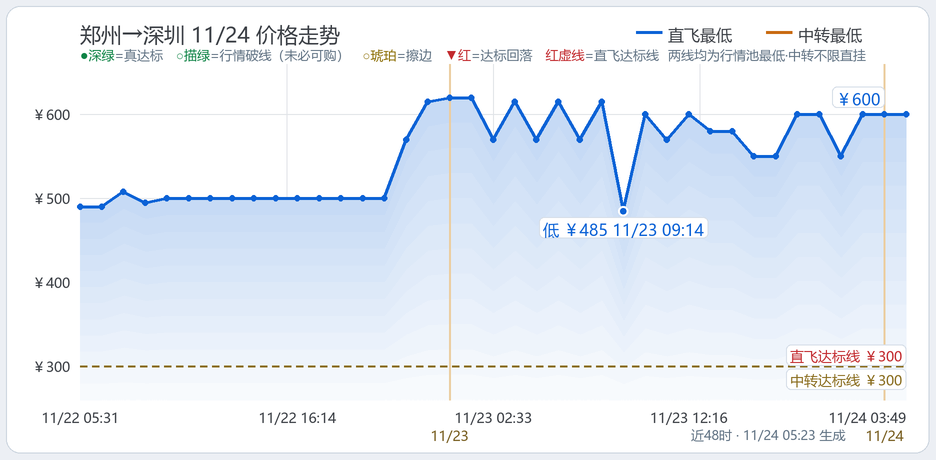 郑州→深圳 11/24 价格走势
直飞最低 中转最低
●深绿=真达标 ○描绿=行情破线（未必可购） ○琥珀=擦边 ▼红=达标回落 红虚线=直飞达标线 两线均为行情池最低·中转不限直挂
¥600
¥600
¥500
低 ¥485 11/23 09:14
¥400
直飞达标线 ¥300
¥300
中转达标线 ¥300
11/22 05:31 11/22 16:14 11/23 02:33 11/23 12:16 11/24 03:49
11/23 近48时 · 11/24 05:23 生成 11/24